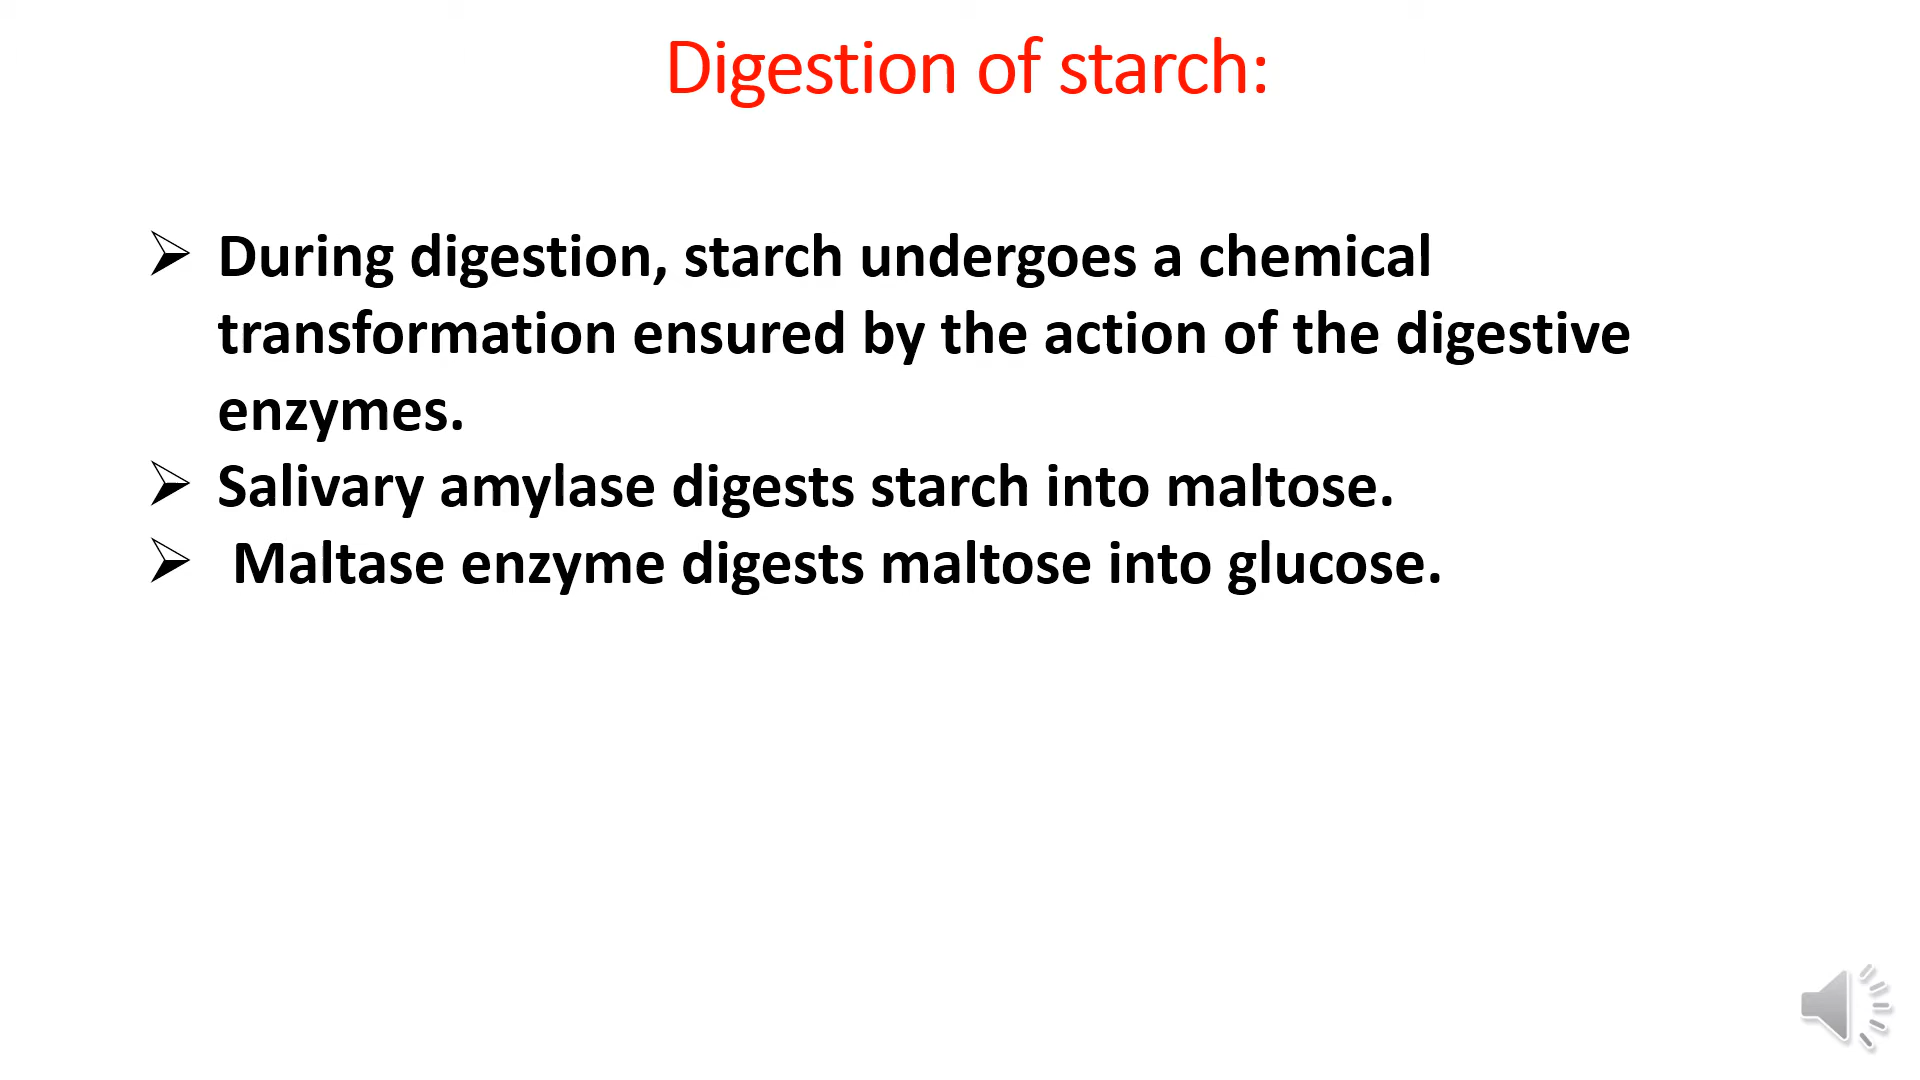 Digestion of starch:
➢ During digestion, starch undergoes a chemical
transformation ensured by the action of the digestive
enzymes.
➢ Salivary amylase digests starch into maltose.
➢ Maltase enzyme digests maltose into glucose.